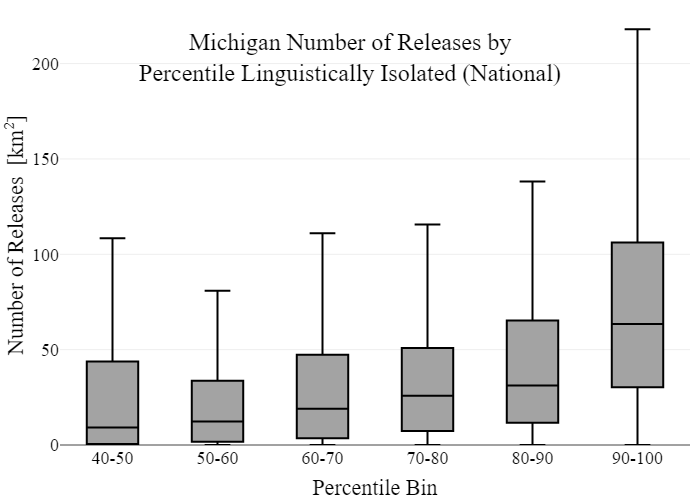 Michigan Number of Releases by
Percentile Linguistically Isolated (National)
Number of Releases [km²]
200
150
100
50
0
40-50 50-60 60-70 70-80 80-90 90-100
Percentile Bin